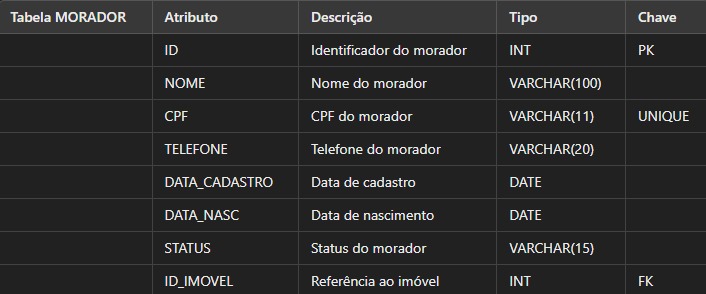 Tabela MORADOR Atributo Descrição Tipo Chave
ID Identificador do morador INT PK
NOME Nome do morador VARCHAR(100)
CPF CPF do morador VARCHAR(11) UNIQUE
TELEFONE Telefone do morador VARCHAR(20)
DATA_CADASTRO Data de cadastro DATE
DATA_NASC Data de nascimento DATE
STATUS Status do morador VARCHAR(15)
ID_IMOVEL Referência ao imóvel INT FK